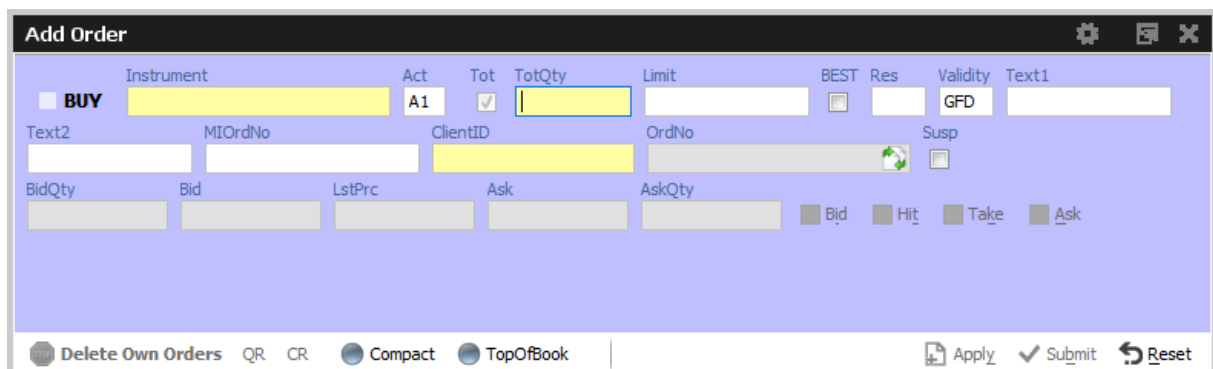 Add Order
Instrument Act Tot TotQty Limit BEST Res Validity Text1
BUY A1 GFD
Text2 MIOrdNo ClientID OrdNo Susp
BidQty Bid LstPrc Ask AskQty
Bid Hit Take Ask
Delete Own Orders QR CR Compact TopOfBook Apply Submit Reset